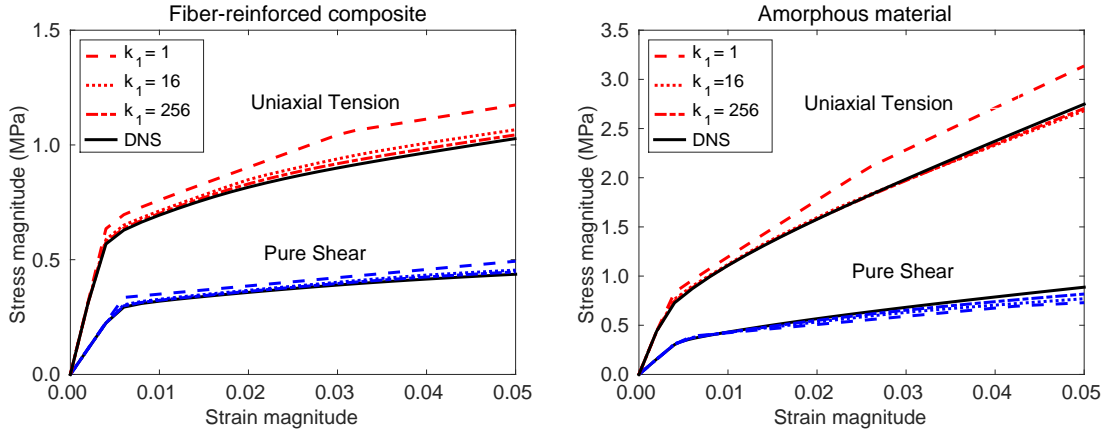 Fiber-reinforced composite
1.5
1.0
0.5
0.0
Stress magnitude (MPa)
k₁= 1
k₁= 16
k₁= 256
DNS
Uniaxial Tension
Pure Shear
0.00 0.01 0.02 0.03 0.04 0.05
Strain magnitude
Amorphous material
3.5
3.0
2.5
2.0
1.5
1.0
0.5
0.0
Stress magnitude (MPa)
k₁= 1
k₁=16
k₁= 256
DNS
Uniaxial Tension
Pure Shear
0.00 0.01 0.02 0.03 0.04 0.05
Strain magnitude